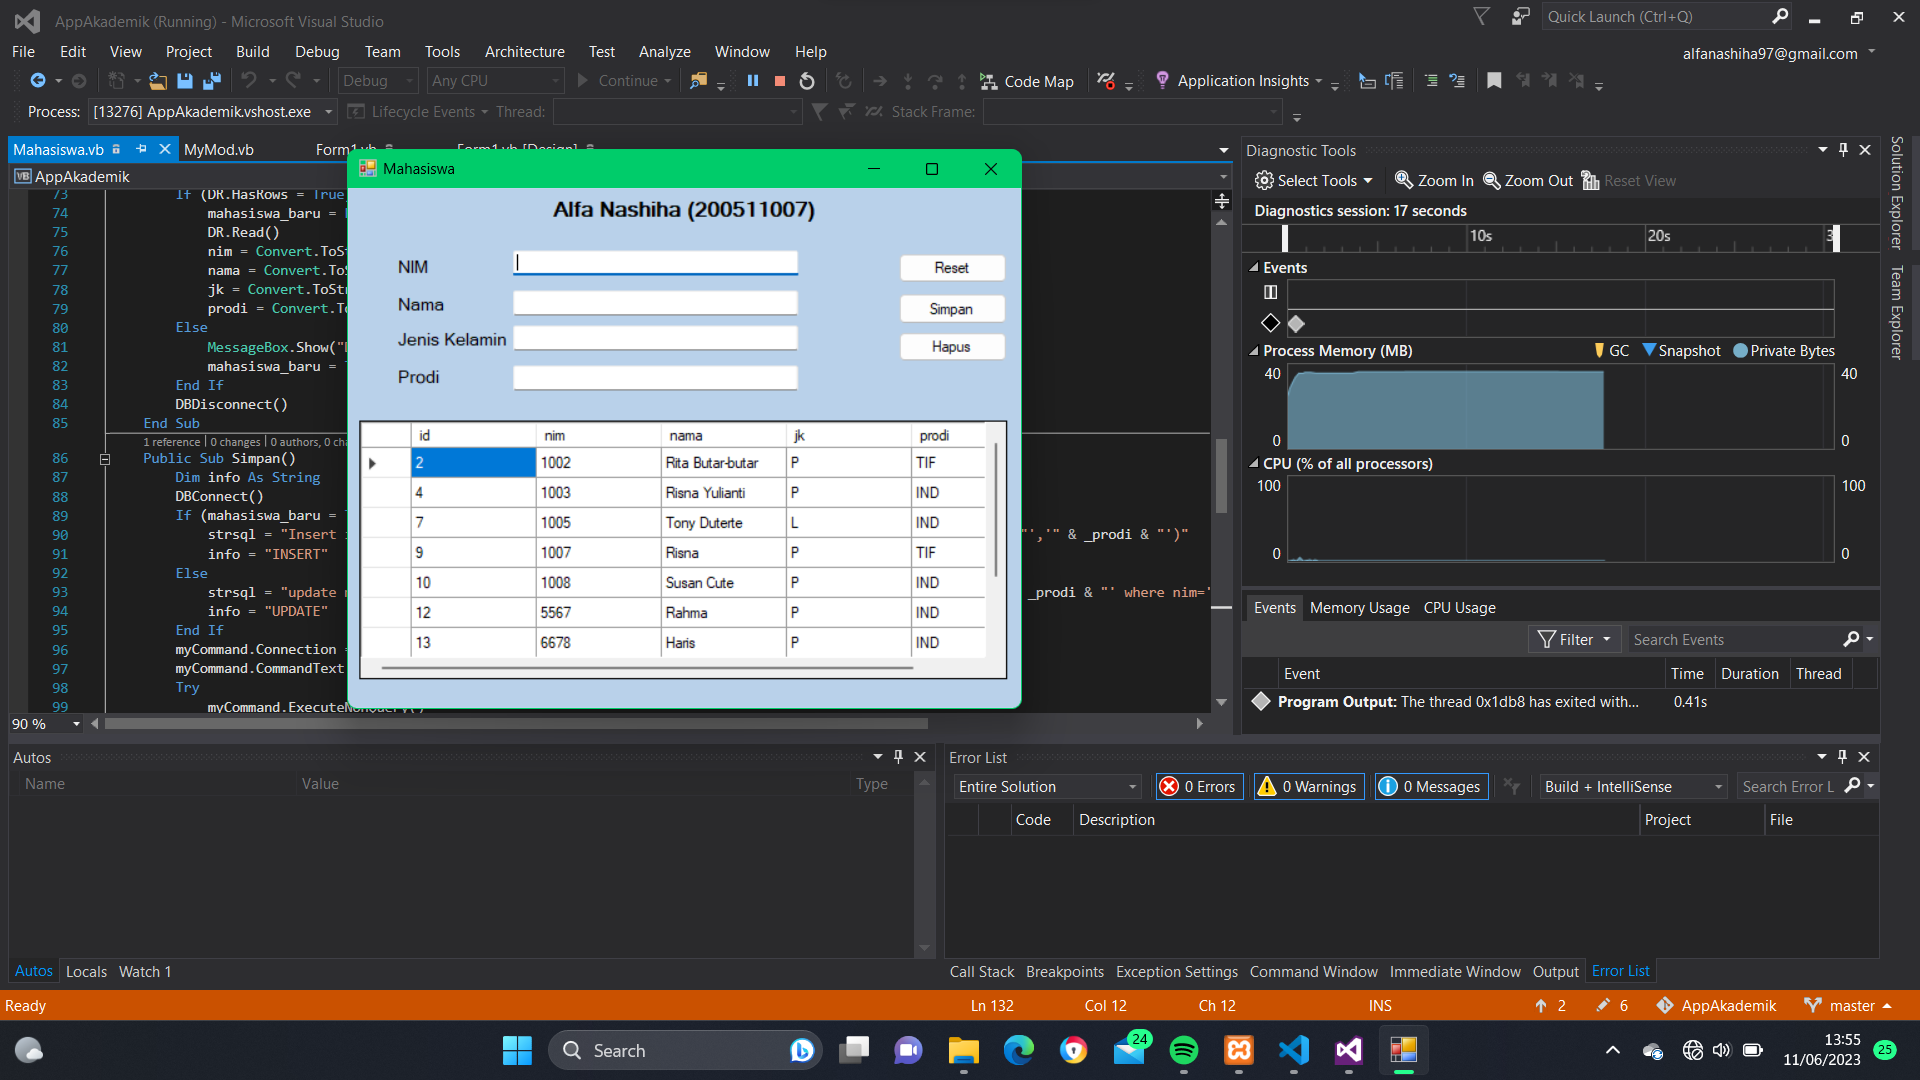 AppAkademik (Running) - Microsoft Visual Studio
Quick Launch (Ctrl+Q)
File Edit View Project Build Debug Team Tools Architecture Test Analyze Window Help
alfanashiha97@gmail.com
Debug Any CPU Continue Code Map Application Insights
Process: [13276] AppAkademik.vshost.exe Lifecycle Events Thread: Stack Frame:
Mahasiswa.vb MyMod.vb Form1.vb Form1.vb [Design]
AppAkademik
73 If (DR.HasRows = True
74 mahasiswa_baru =
75 DR.Read()
76 nim = Convert.ToSt
77 nama = Convert.ToS
78 jk = Convert.ToStr
79 prodi = Convert.To
80 Else
81 MessageBox.Show("
82 mahasiswa_baru =
83 End If
84 DBDisconnect()
85 End Sub
1 reference | 0 changes | 0 authors, 0 cha
86 Public Sub Simpan()
87 Dim info As String
88 DBConnect()
89 If (mahasiswa_baru =
90 strsql = "Insert "','" & _prodi & "')"
91 info = "INSERT"
92 Else
93 strsql = "update _prodi & "' where nim='
94 info = "UPDATE"
95 End If
96 myCommand.Connection =
97 myCommand.CommandText
98 Try
99 myCommand.ExecuteNonQuery()
90 %
Mahasiswa
Alfa Nashiha (200511007)
NIM
Nama
Jenis Kelamin
Prodi
Reset
Simpan
Hapus
id nim nama jk prodi
2 1002 Rita Butar-butar P TIF
4 1003 Risna Yulianti P IND
7 1005 Tony Duterte L IND
9 1007 Risna P TIF
10 1008 Susan Cute P IND
12 5567 Rahma P IND
13 6678 Haris P IND
Diagnostic Tools
Select Tools Zoom In Zoom Out Reset View
Diagnostics session: 17 seconds
10s 20s 3
Events
Process Memory (MB) GC Snapshot Private Bytes
40 40
0 0
CPU (% of all processors)
100 100
0 0
Events Memory Usage CPU Usage
Filter Search Events
Event Time Duration Thread
Program Output: The thread 0x1db8 has exited with... 0.41s
Solution Explorer
Team Explorer
Autos
Name Value Type
Autos Locals Watch 1
Error List
Entire Solution 0 Errors 0 Warnings 0 Messages Build + IntelliSense Search Error L
Code Description Project File
Call Stack Breakpoints Exception Settings Command Window Immediate Window Output Error List
Ready Ln 132 Col 12 Ch 12 INS 2 6 AppAkademik master
Search
24
13:55
11/06/2023
25